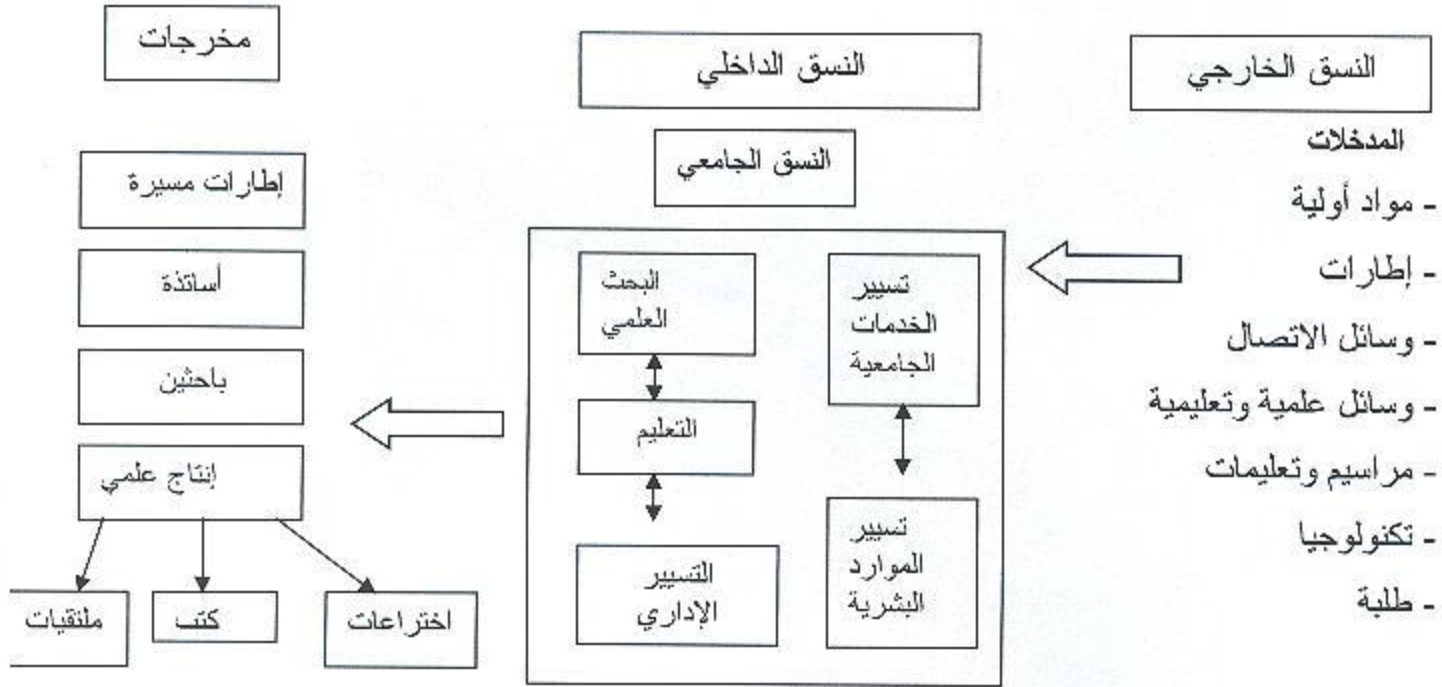 النسق الخارجي
المدخلات
- مواد أولية
- إطارات
- وسائل الاتصال
- وسائل علمية وتعليمية
- مراسيم وتعليمات
- تكنولوجيا
- طلبة
النسق الداخلي
النسق الجامعي
تسيير
الخدمات
الجامعية
تسيير
الموارد
البشرية
البحث
العلمي
التعليم
التسيير
الإداري
مخرجات
إطارات مسيرة
أساتذة
باحثين
إنتاج علمي
اختراعات
كتب
ملتقيات